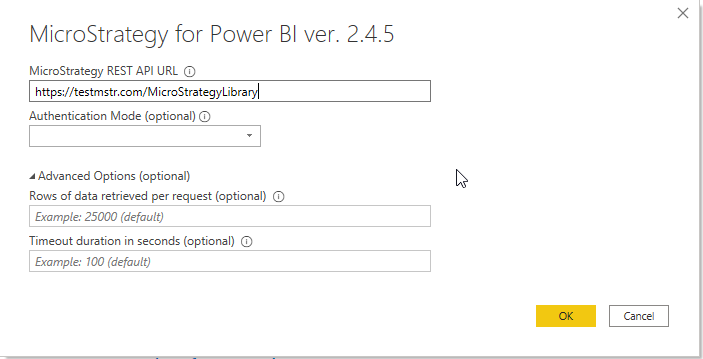 MicroStrategy for Power BI ver. 2.4.5
MicroStrategy REST API URL
https://testmstr.com/MicroStrategyLibrary
Authentication Mode (optional)
Advanced Options (optional)
Rows of data retrieved per request (optional)
Example: 25000 (default)
Timeout duration in seconds (optional)
Example: 100 (default)
OK
Cancel